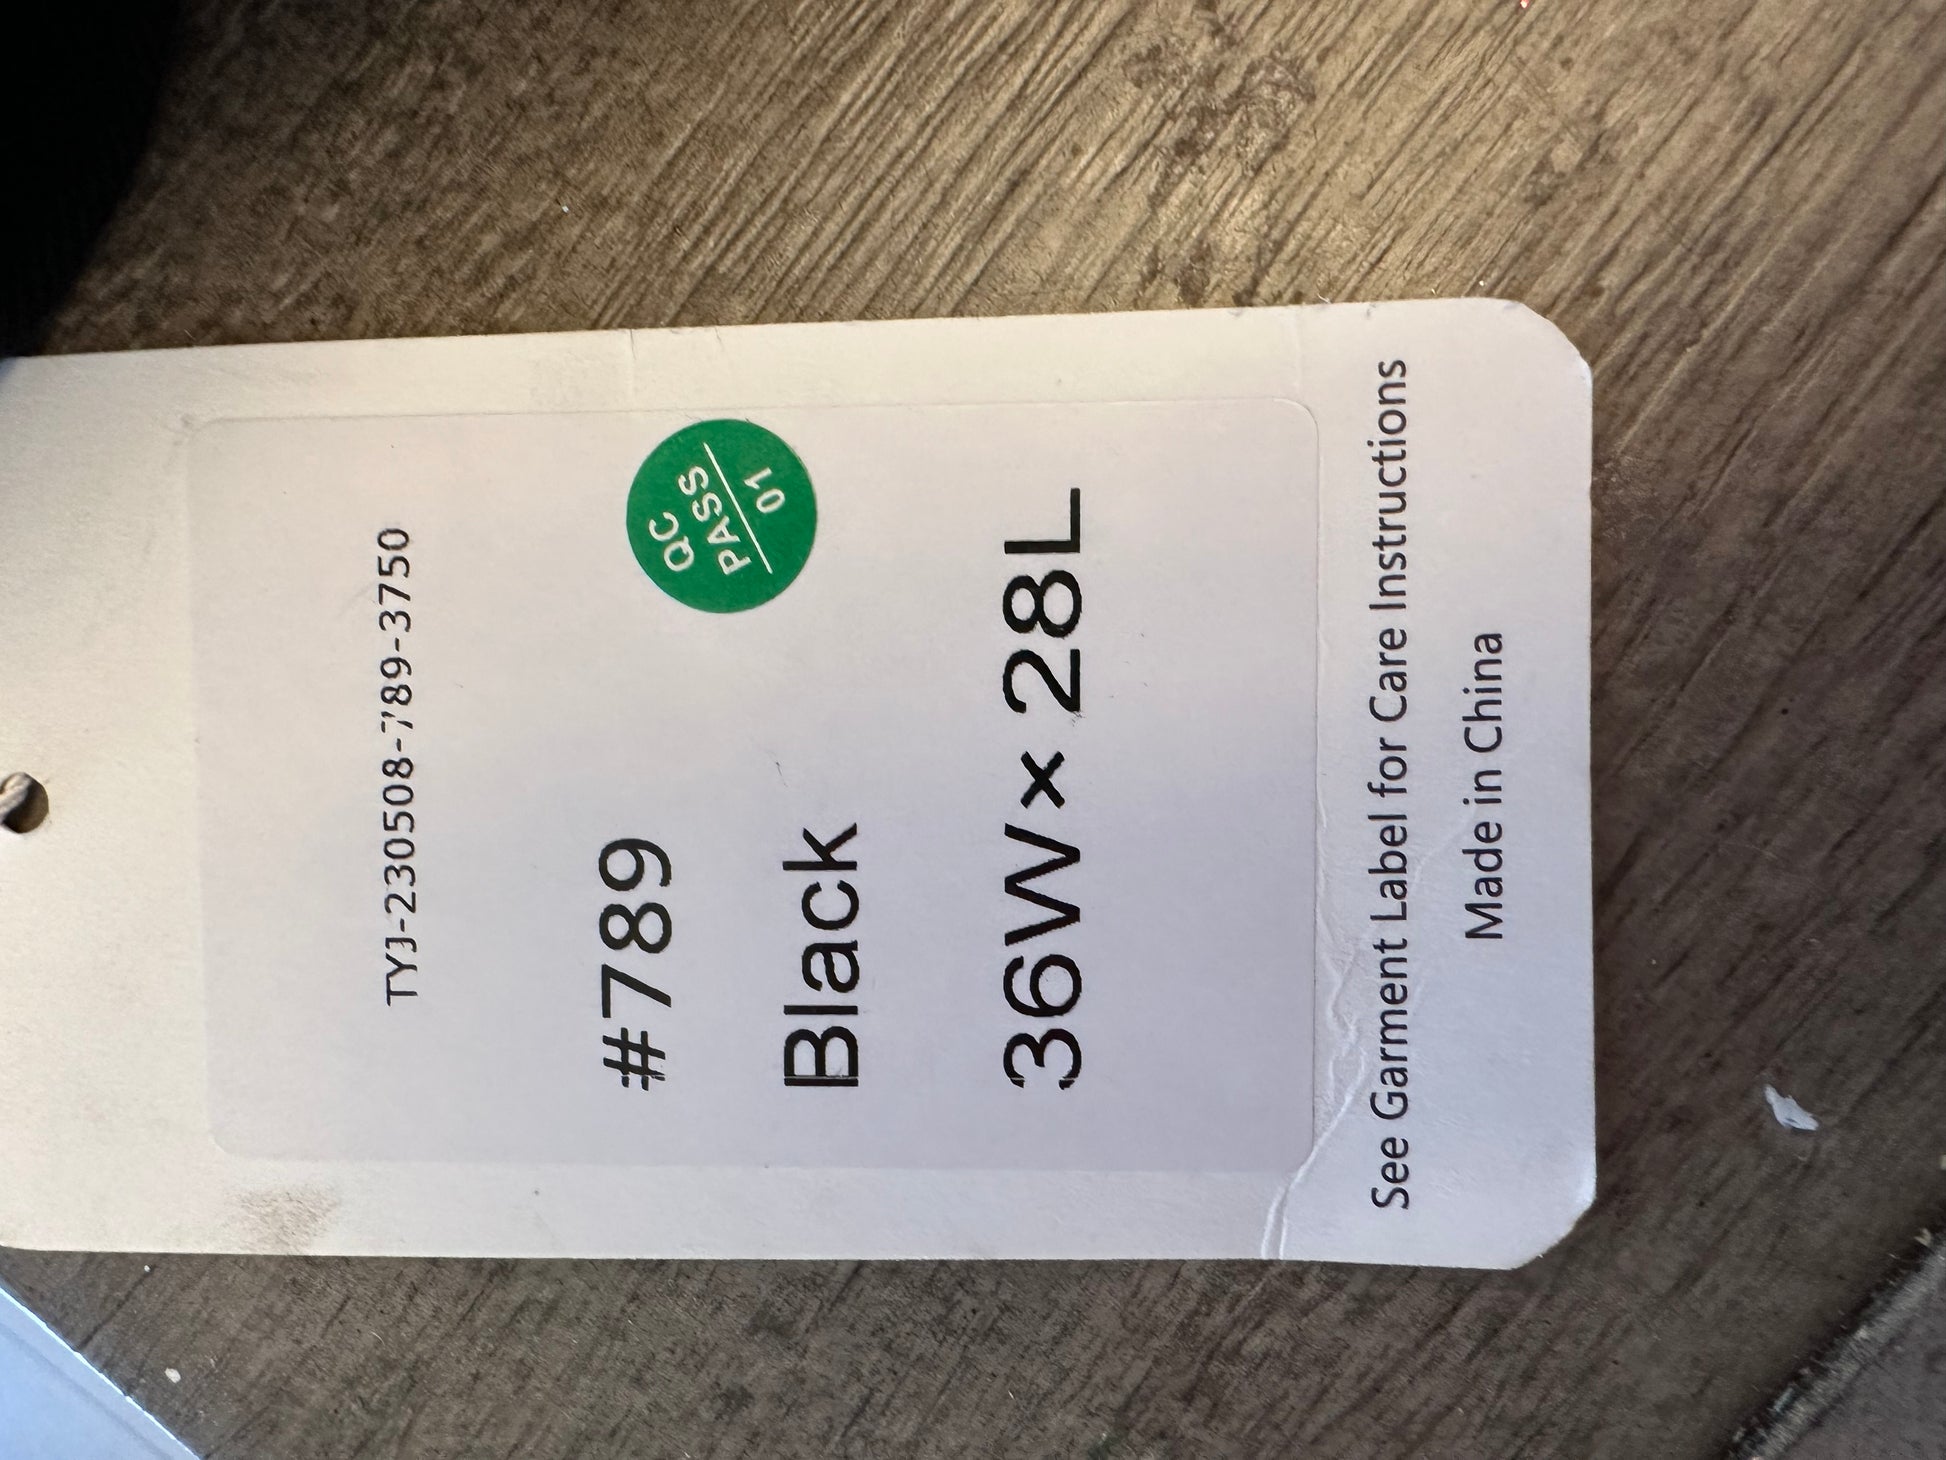 TYJ-230508-789-3750
#789
QC
PASS
01
Black
36W× 28L
See Garment Label for Care Instructions
Made in China